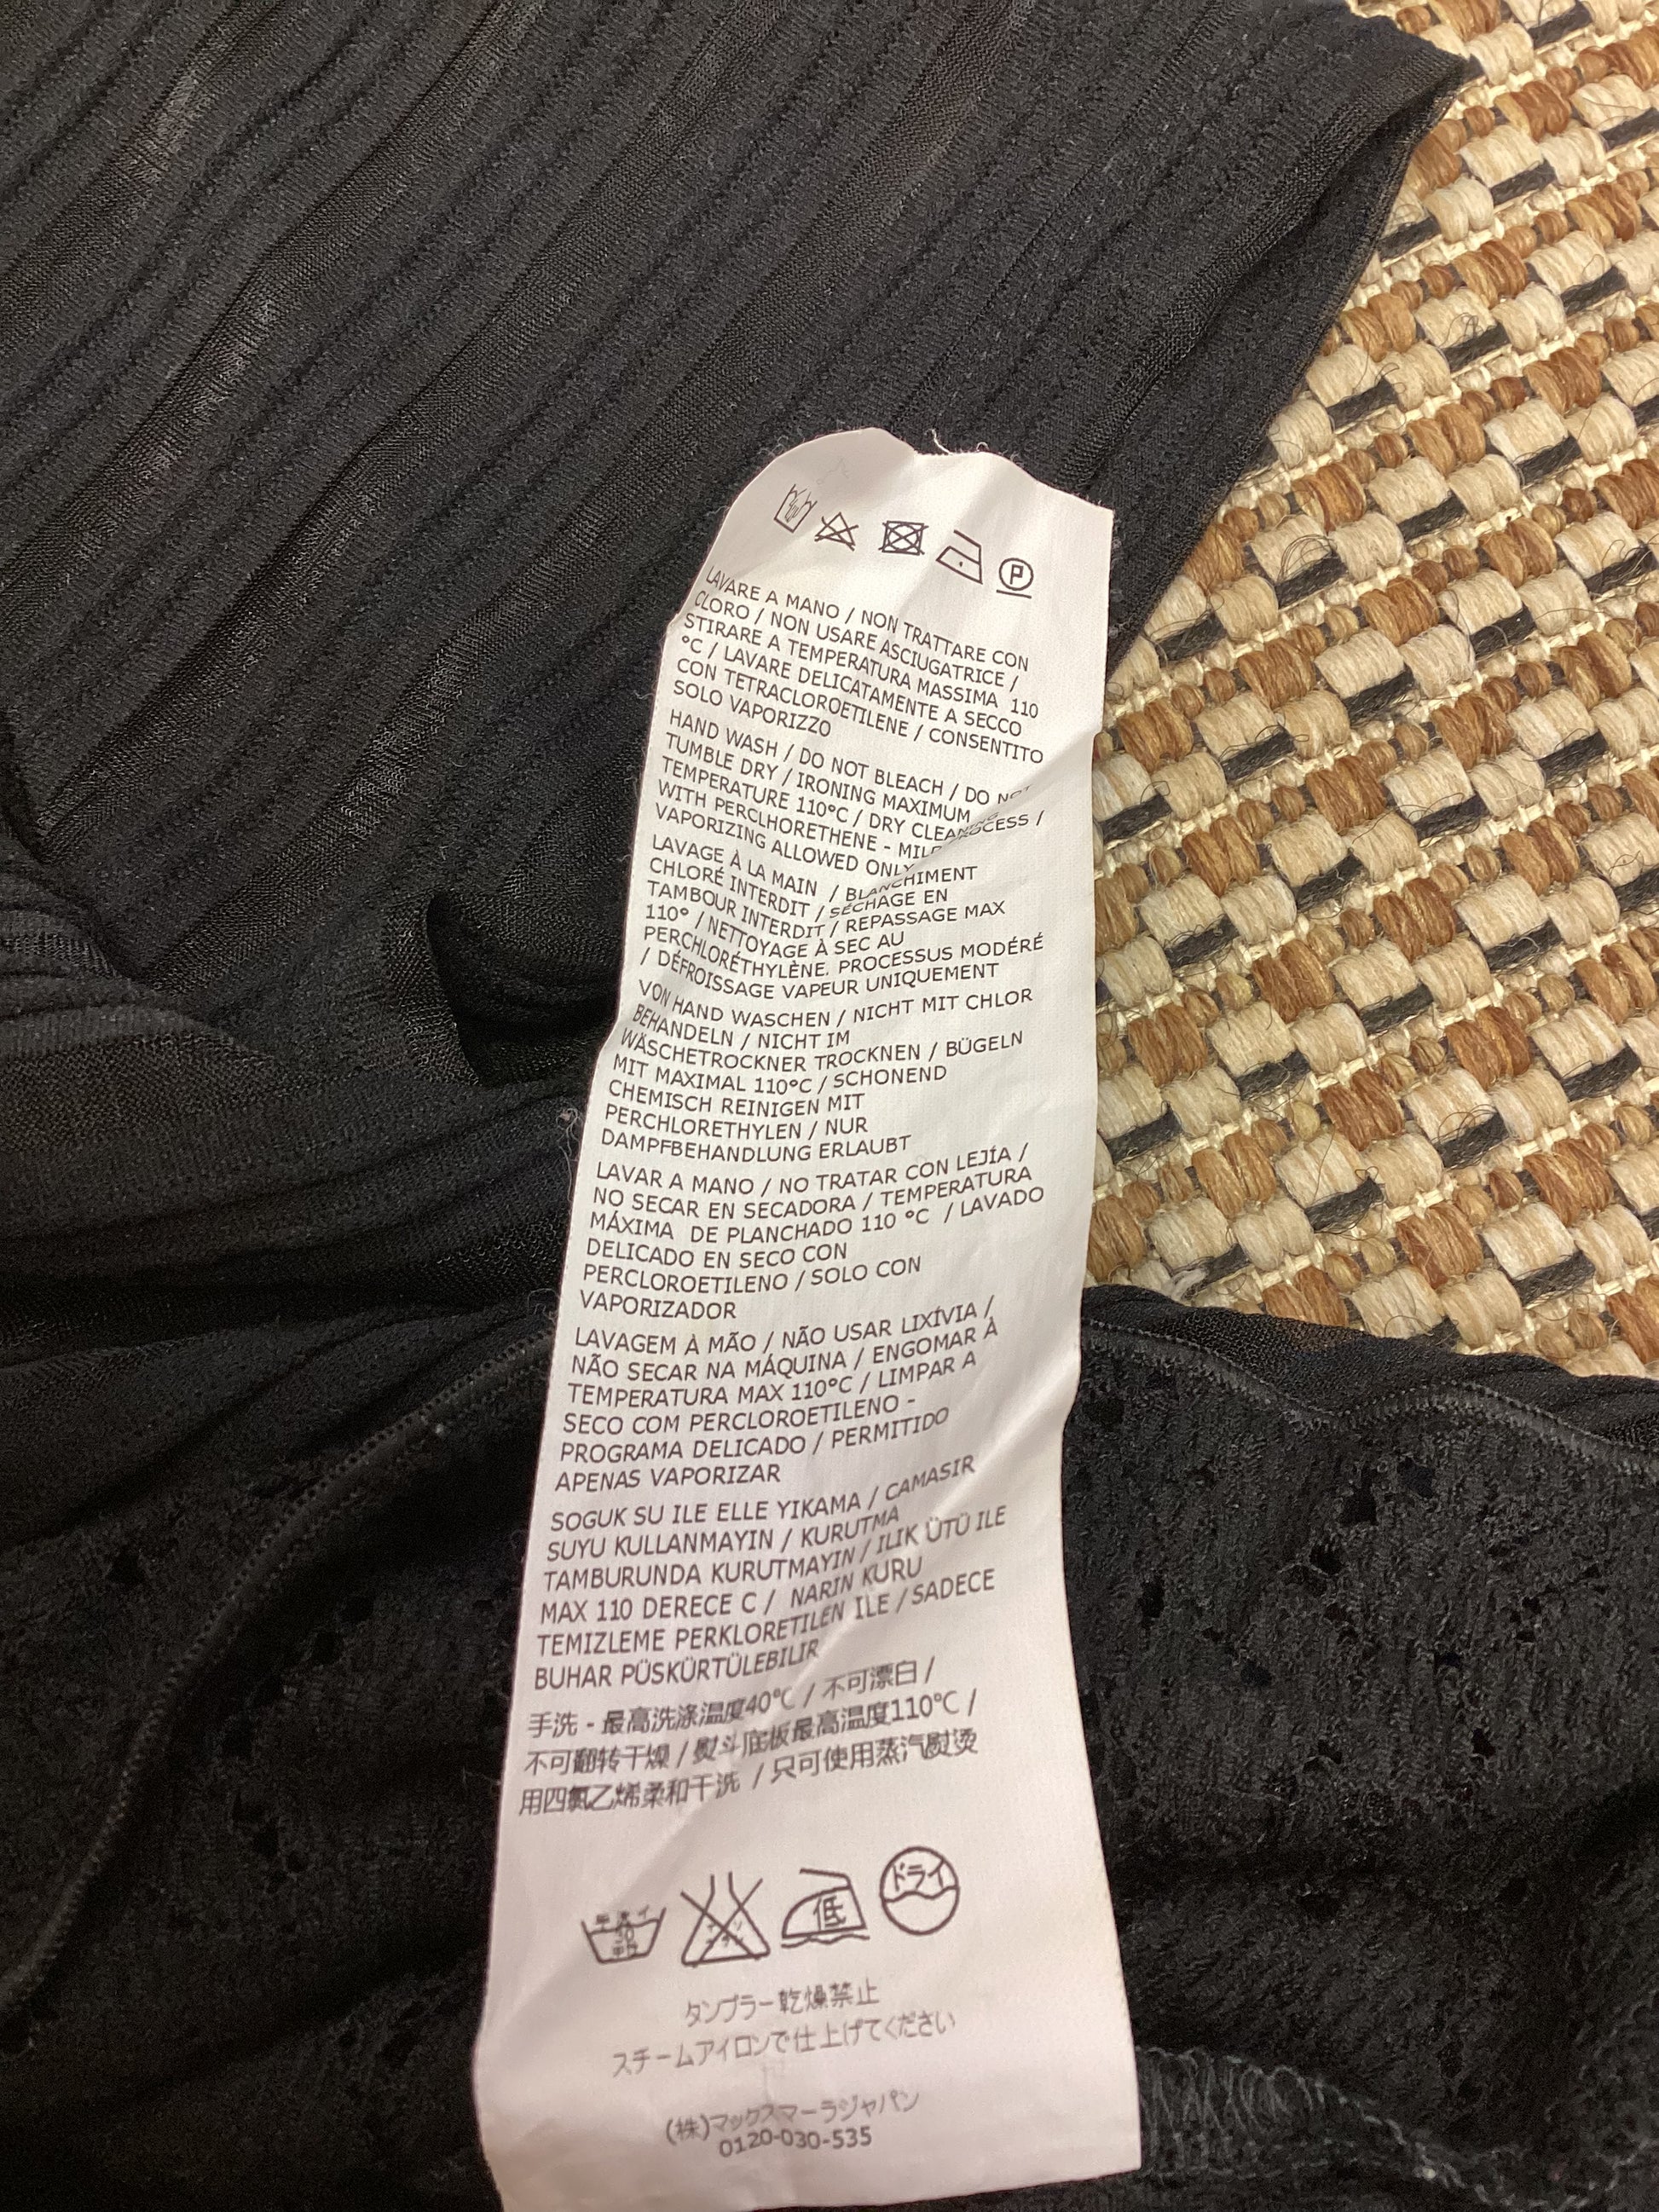 P
LAVARE A MANO / NON TRATTARE CON
CLORO / NON USARE ASCIUGATRICE /
STIRARE A TEMPERATURA MASSIMA 110
°C / LAVARE DELICATAMENTE A SECCO
CON TETRACLOROETILENE / CONSENTITO
SOLO VAPORIZZO
HAND WASH / DO NOT BLEACH / DO NOT
TUMBLE DRY / IRONING MAXIMUM
TEMPERATURE 110°C / DRY CLEANING
WITH PERCLHORETHENE - MILD PROCESS /
VAPORIZING ALLOWED ONLY
LAVAGE À LA MAIN / BLANCHIMENT
CHLORÉ INTERDIT / SÉCHAGE EN
TAMBOUR INTERDIT / REPASSAGE MAX
110° / NETTOYAGE À SEC AU
PERCHLORÉTHYLÈNE. PROCESSUS MODÉRÉ
/ DÉFROISSAGE VAPEUR UNIQUEMENT
VON HAND WASCHEN / NICHT MIT CHLOR
BEHANDELN / NICHT IM
WÄSCHETROCKNER TROCKNEN / BÜGELN
MIT MAXIMAL 110°C / SCHONEND
CHEMISCH REINIGEN MIT
PERCHLORETHYLEN / NUR
DAMPFBEHANDLUNG ERLAUBT
LAVAR A MANO / NO TRATAR CON LEJÍA /
NO SECAR EN SECADORA / TEMPERATURA
MÁXIMA DE PLANCHADO 110 °C / LAVADO
DELICADO EN SECO CON
PERCLOROETILENO / SOLO CON
VAPORIZADOR
LAVAGEM À MÃO / NÃO USAR LIXÍVIA /
NÃO SECAR NA MÁQUINA / ENGOMAR À
TEMPERATURA MAX 110°C / LIMPAR A
SECO COM PERCLOROETILENO -
PROGRAMA DELICADO / PERMITIDO
APENAS VAPORIZAR
SOGUK SU ILE ELLE YIKAMA / CAMASIR
SUYU KULLANMAYIN / KURUTMA
TAMBURUNDA KURUTMAYIN / ILIK ÜTÜ ILE
MAX 110 DERECE C / NARIN KURU
TEMIZLEME PERKLORETILEN ILE / SADECE
BUHAR PÜSKÜRTÜLEBILIR
手洗 - 最高洗涤温度40℃ / 不可漂白 /
不可翻转干燥 / 熨斗底板最高温度110℃ /
用四氯乙烯柔和干洗 / 只可使用蒸汽熨烫
低 ドライ
タンブラー乾燥禁止
スチームアイロンで仕上げてください
(株)マックスマーラジャパン
0120-030-535